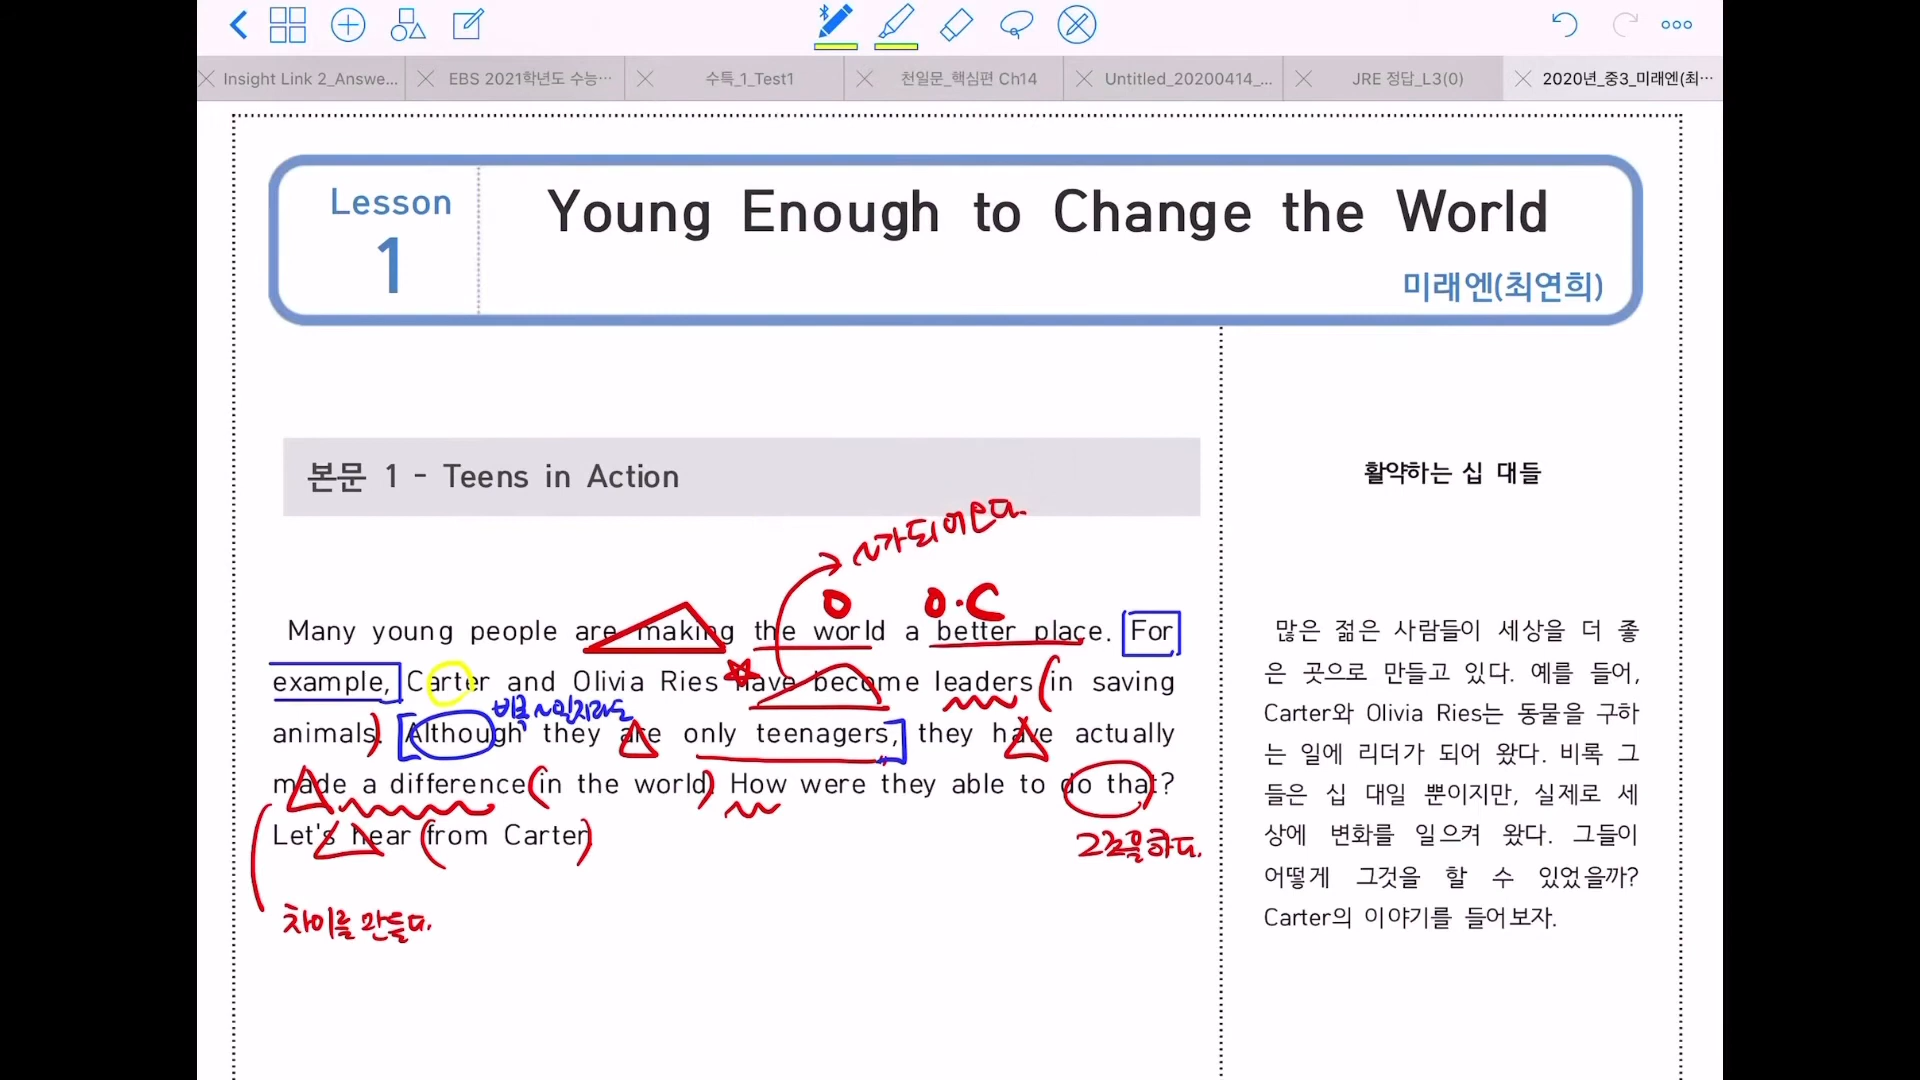 Insight Link 2_Answe...
EBS 2021학년도 수능…
수특_1_Test1
천일문_핵심편 Ch14
Untitled_20200414_...
JRE 정답_L3(0)
2020년_중3_미래엔(최…
Lesson
1
Young Enough to Change the World
미래엔(최연희)
본문 1 - Teens in Action
활약하는 십 대들
~가 되어 온다.
O O.C
Many young people are making the world a better place. For
example, Carter and Olivia Ries have become leaders in saving
비록 ~일지라도
animals. Although they are only teenagers, they have actually
made a difference in the world. How were they able to do that?
Let's hear from Carter.
그것을 하다.
차이를 만들다.
많은 젊은 사람들이 세상을 더 좋
은 곳으로 만들고 있다. 예를 들어,
Carter와 Olivia Ries는 동물을 구하
는 일에 리더가 되어 왔다. 비록 그
들은 십 대일 뿐이지만, 실제로 세
상에 변화를 일으켜 왔다. 그들이
어떻게 그것을 할 수 있었을까?
Carter의 이야기를 들어보자.